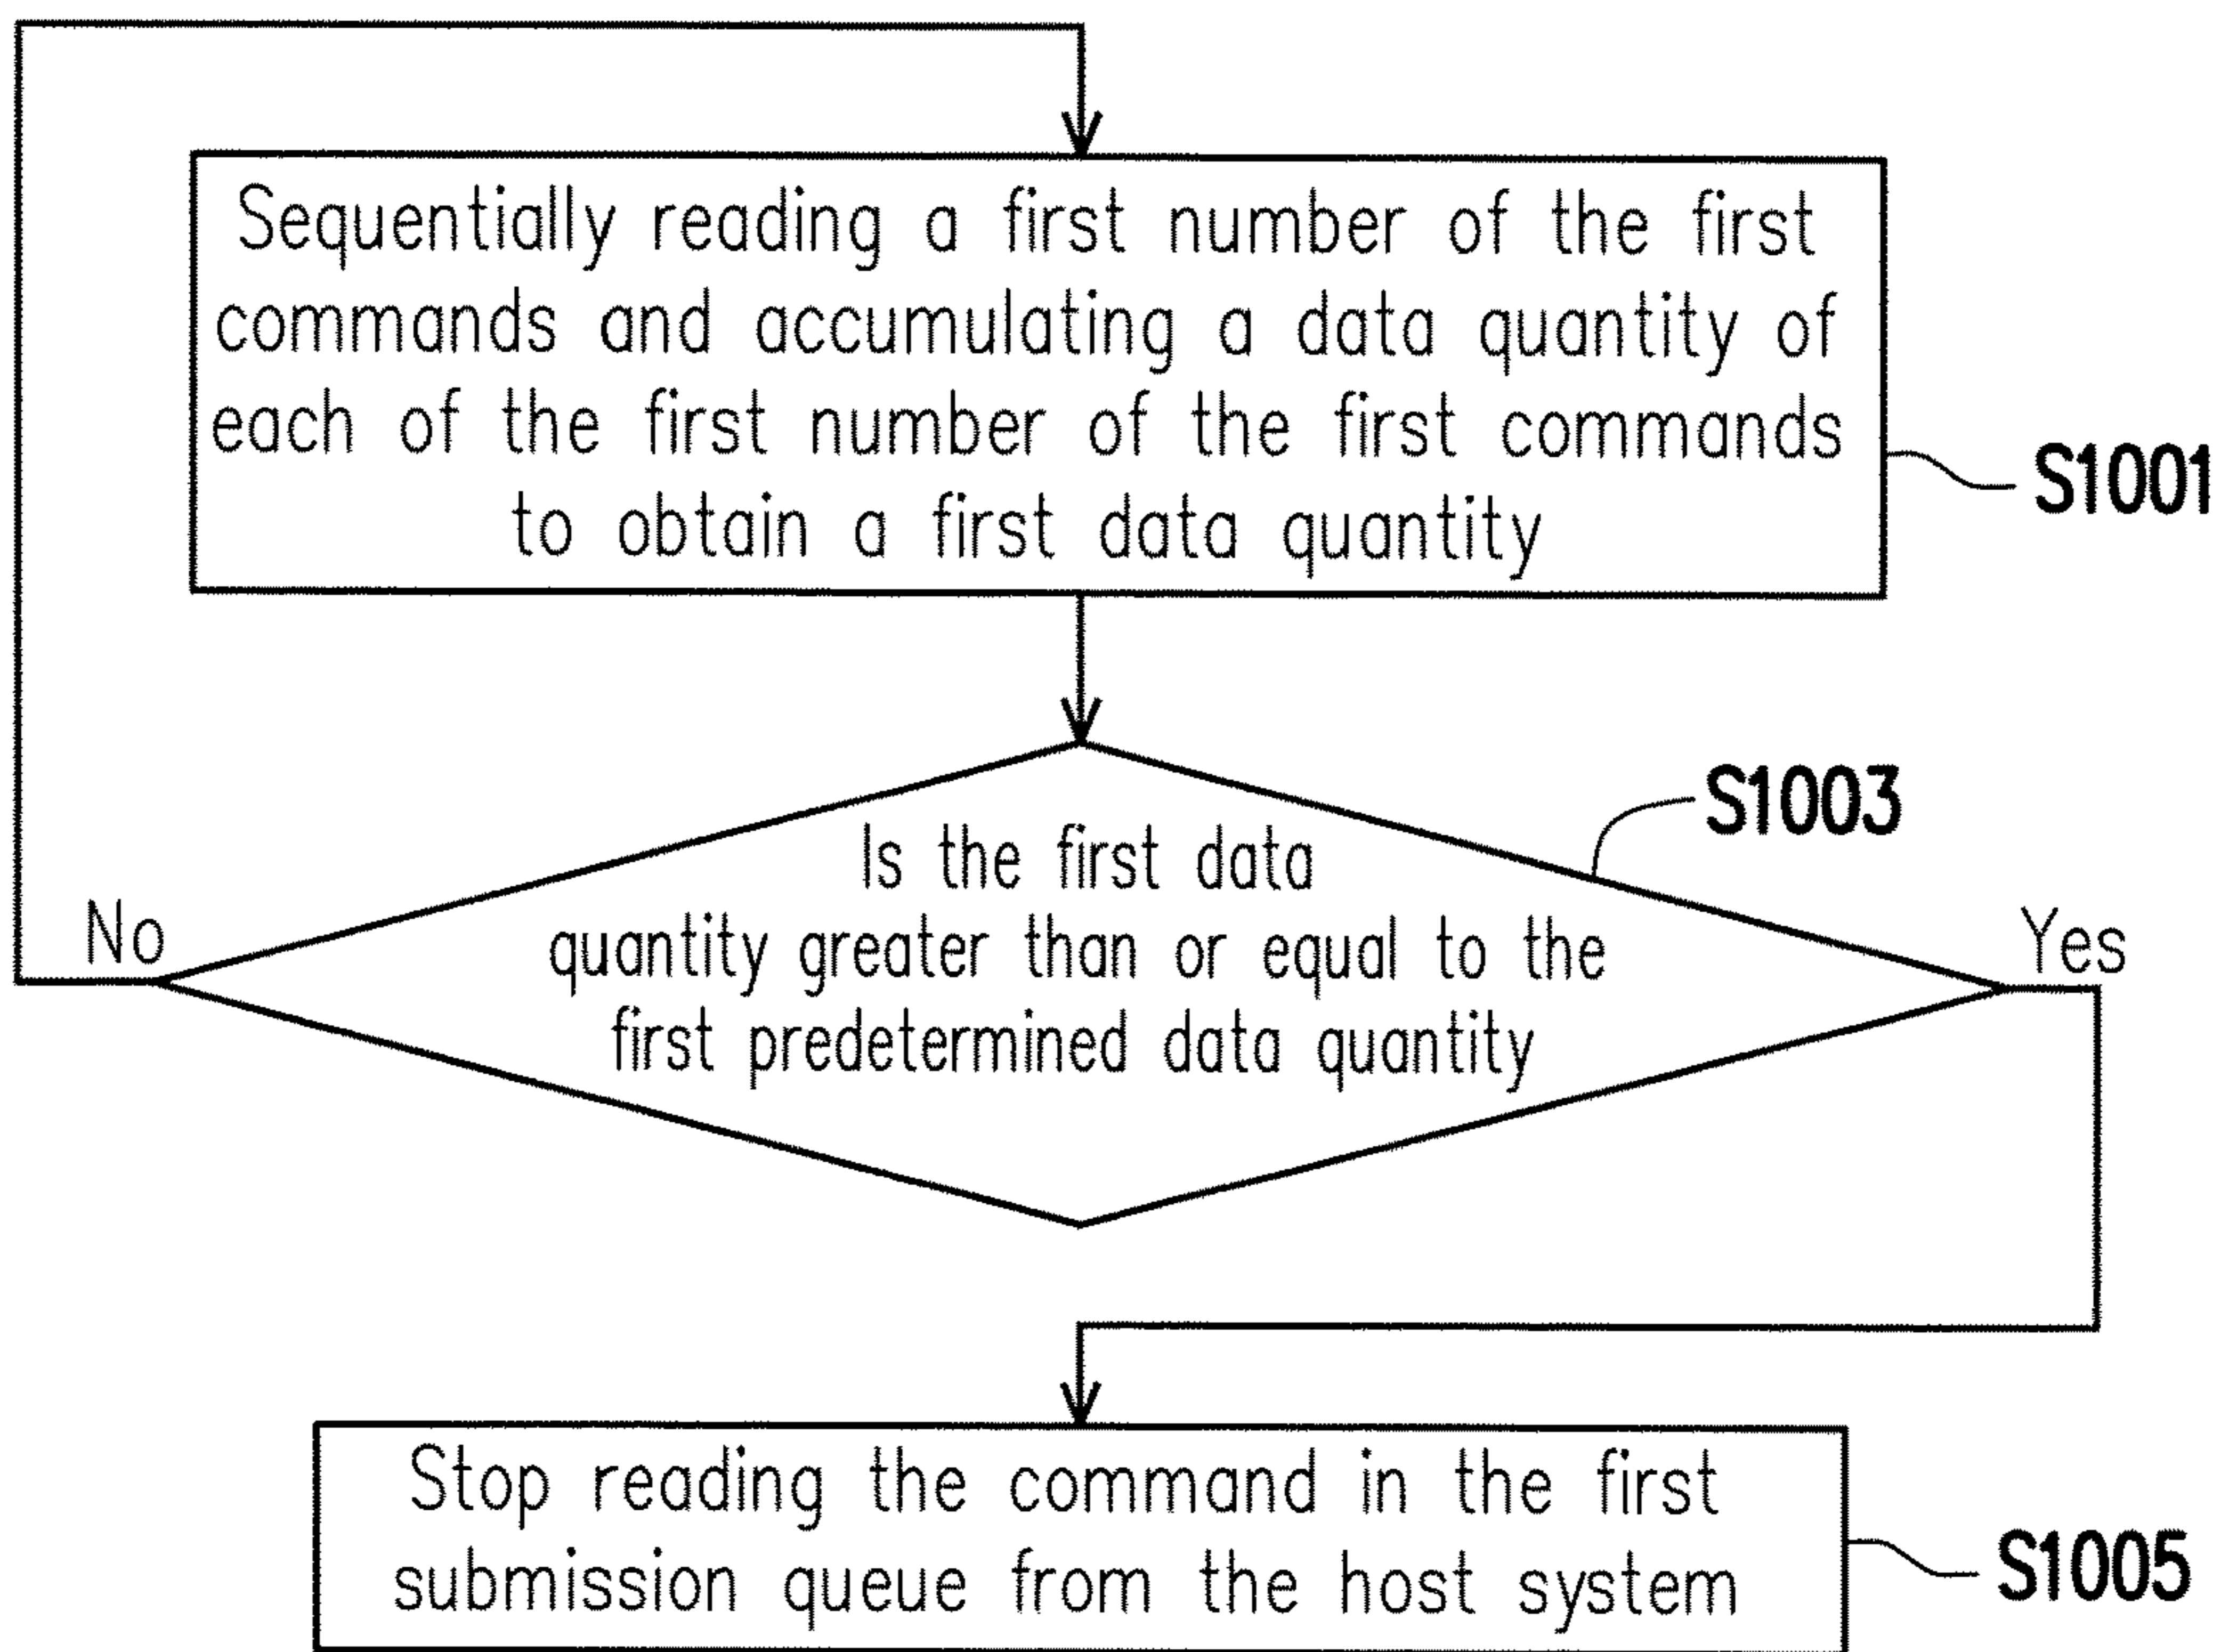 Sequentially reading a first number of the first
commands and accumulating a data quantity of
each of the first number of the first commands
to obtain a first data quantity
S1001
S1003
Is the first data
quantity greater than or equal to the
first predetermined data quantity
No
Yes
Stop reading the command in the first
submission queue from the host system
S1005